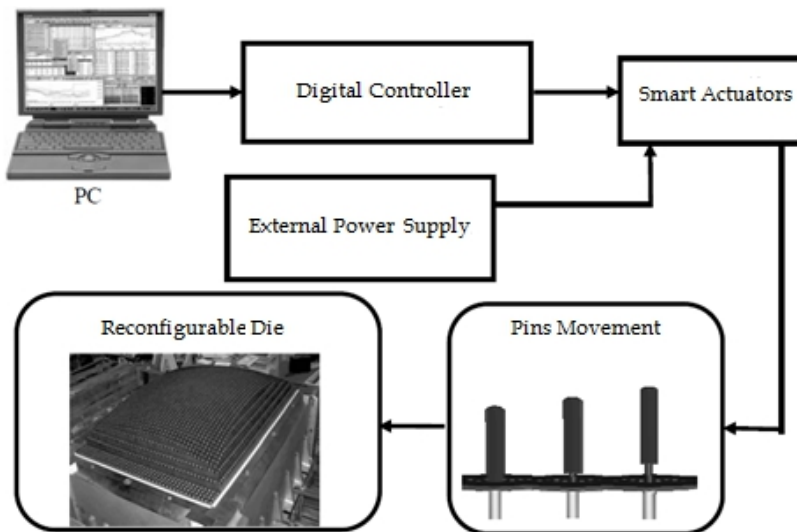 Digital Controller
Smart Actuators
PC
External Power Supply
Reconfigurable Die
Pins Movement